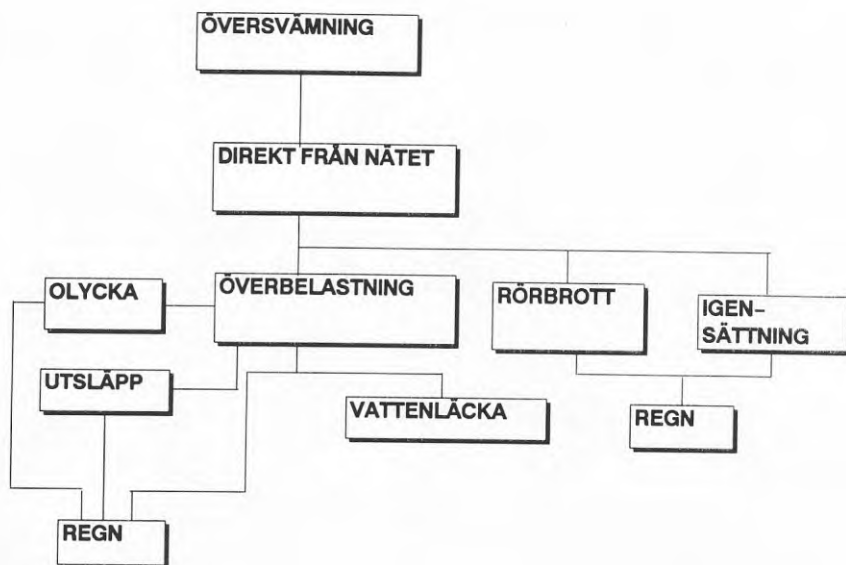 ÖVERSVÄMNING
DIREKT FRÅN NÄTET
OLYCKA
ÖVERBELASTNING
RÖRBROTT
IGEN-
SÄTTNING
UTSLÄPP
VATTENLÄCKA
REGN
REGN